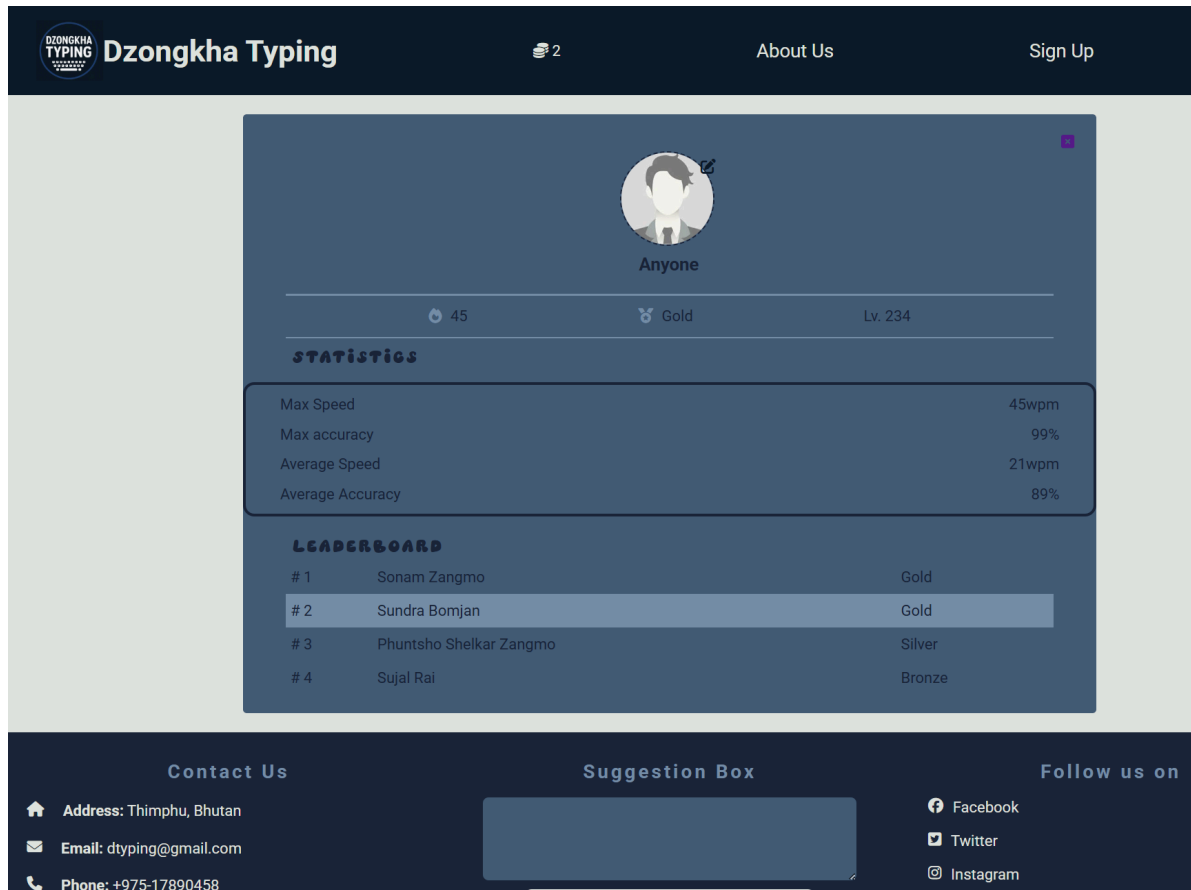 DZONGKHA
TYPING
Dzongkha Typing 2 About Us Sign Up
Anyone
45 Gold Lv. 234
STATiSTiCS
Max Speed 45wpm
Max accuracy 99%
Average Speed 21wpm
Average Accuracy 89%
LEADERBOARD
# 1 Sonam Zangmo Gold
# 2 Sundra Bomjan Gold
# 3 Phuntsho Shelkar Zangmo Silver
# 4 Sujal Rai Bronze
Contact Us Suggestion Box Follow us on
Address: Thimphu, Bhutan Facebook
Email: dtyping@gmail.com Twitter
Phone: +975-17890458 Instagram